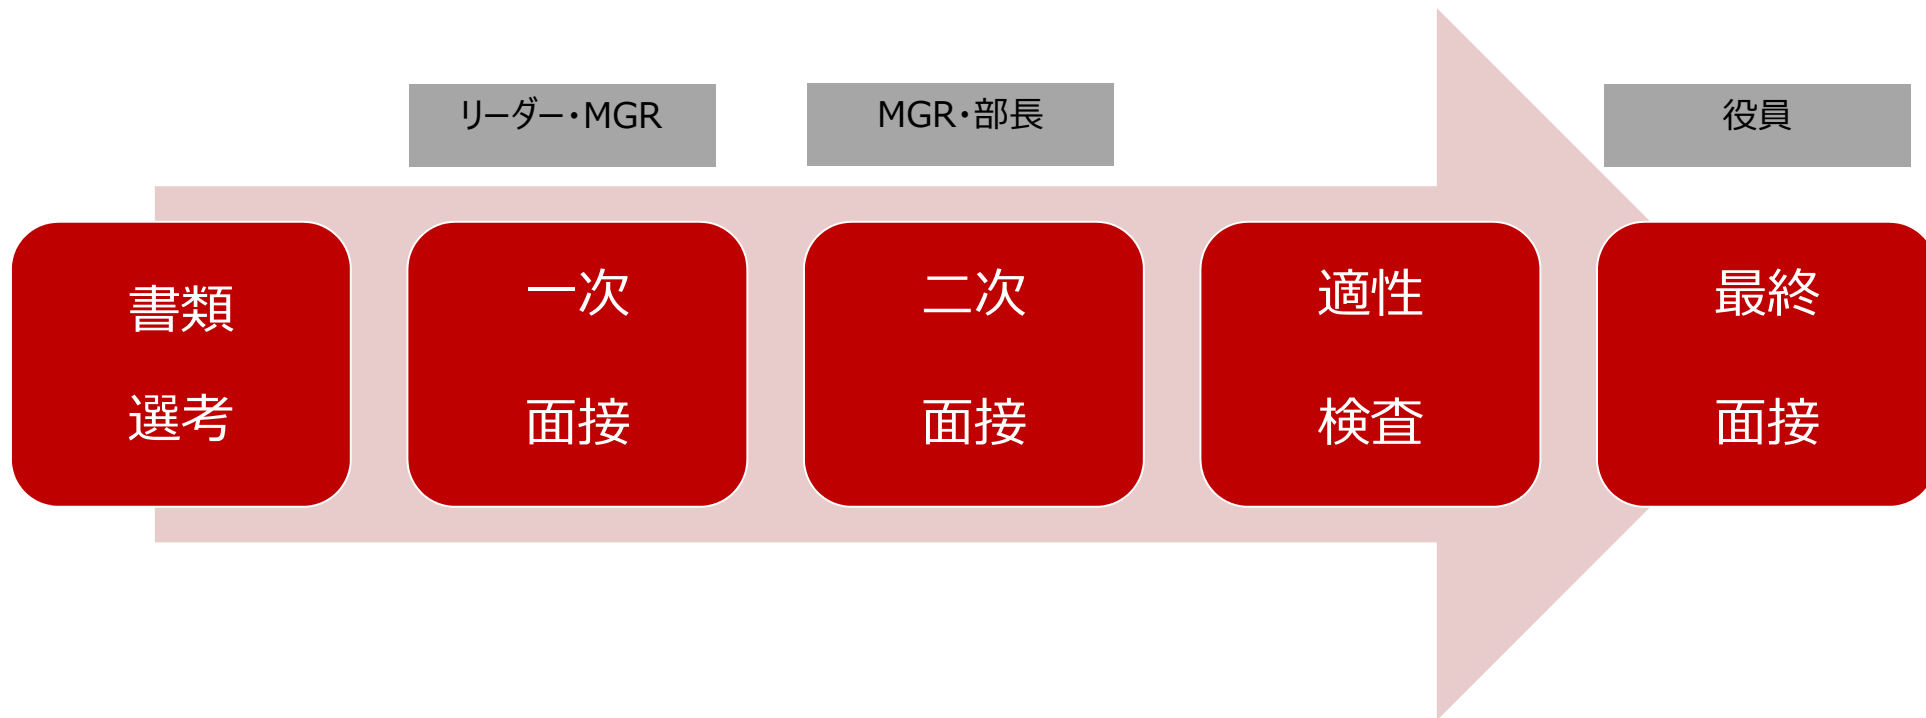 リーダー・MGR
MGR・部長
役員
書類
選考
一次
面接
二次
面接
適性
検査
最終
面接